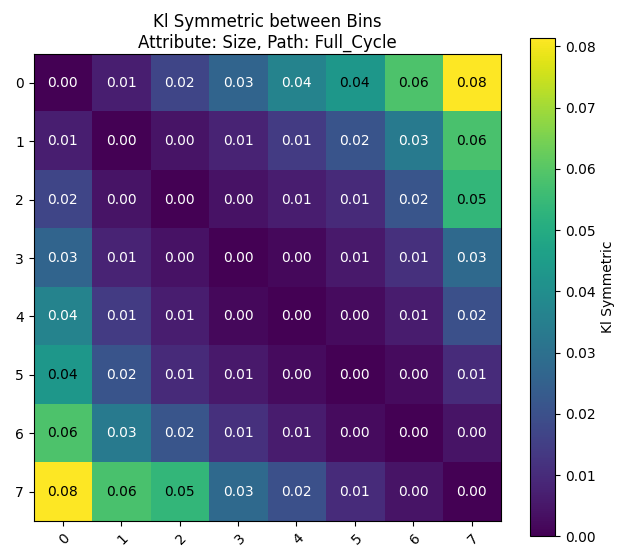 Kl Symmetric between Bins
Attribute: Size, Path: Full_Cycle
0 0.00 0.01 0.02 0.03 0.04 0.04 0.06 0.08
1 0.01 0.00 0.00 0.01 0.01 0.02 0.03 0.06
2 0.02 0.00 0.00 0.00 0.01 0.01 0.02 0.05
3 0.03 0.01 0.00 0.00 0.00 0.01 0.01 0.03
4 0.04 0.01 0.01 0.00 0.00 0.00 0.01 0.02
5 0.04 0.02 0.01 0.01 0.00 0.00 0.00 0.01
6 0.06 0.03 0.02 0.01 0.01 0.00 0.00 0.00
7 0.08 0.06 0.05 0.03 0.02 0.01 0.00 0.00
0 1 2 3 4 5 6 7
0.08
0.07
0.06
0.05
0.04
0.03
0.02
0.01
0.00
Kl Symmetric